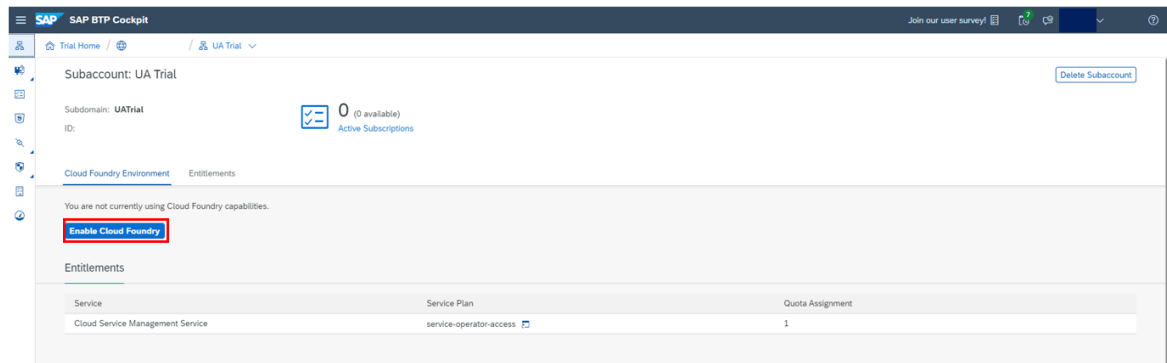 SAP SAP BTP Cockpit Join our user survey! 7
Trial Home / / UA Trial
Subaccount: UA Trial Delete Subaccount
Subdomain: UATrial
ID:
0 (0 available)
Active Subscriptions
Cloud Foundry Environment Entitlements
You are not currently using Cloud Foundry capabilities.
Enable Cloud Foundry
Entitlements
Service Service Plan Quota Assignment
Cloud Service Management Service service-operator-access 1